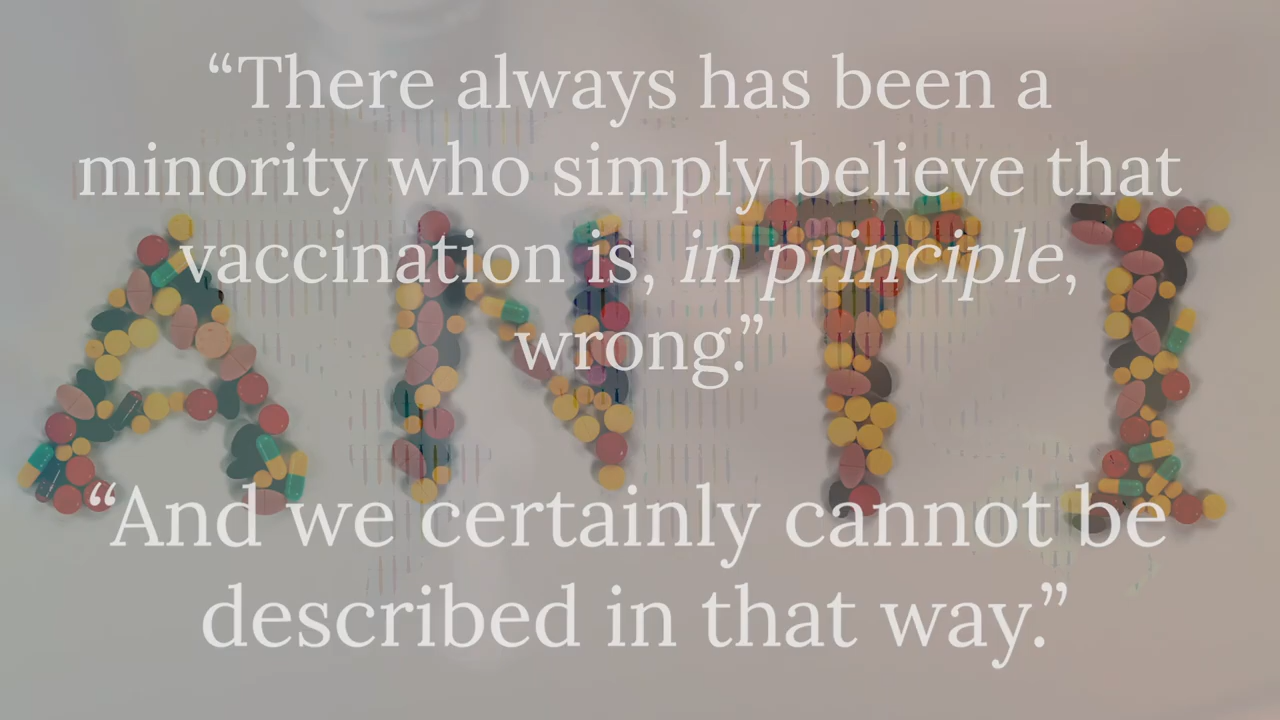 “There always has been a
minority who simply believe that
vaccination is, in principle,
wrong.”
ANTI
“And we certainly cannot be
described in that way.”